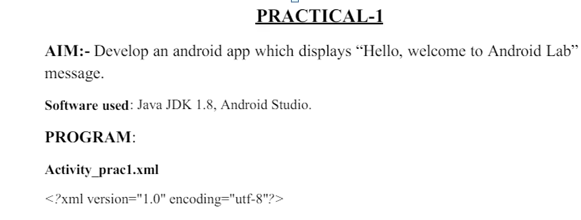 PRACTICAL-1
AIM:- Develop an android app which displays “Hello, welcome to Android Lab”
message.
Software used: Java JDK 1.8, Android Studio.
PROGRAM:
Activity_prac1.xml
<?xml version="1.0" encoding="utf-8"?>